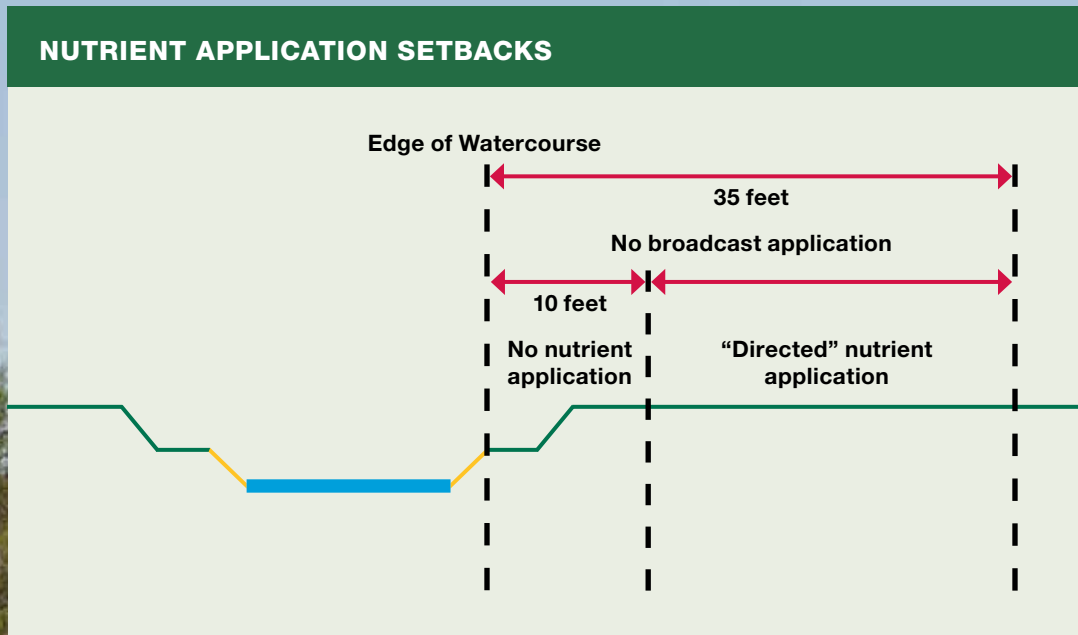 NUTRIENT APPLICATION SETBACKS
Edge of Watercourse
35 feet
No broadcast application
10 feet
No nutrient
application
“Directed” nutrient
application